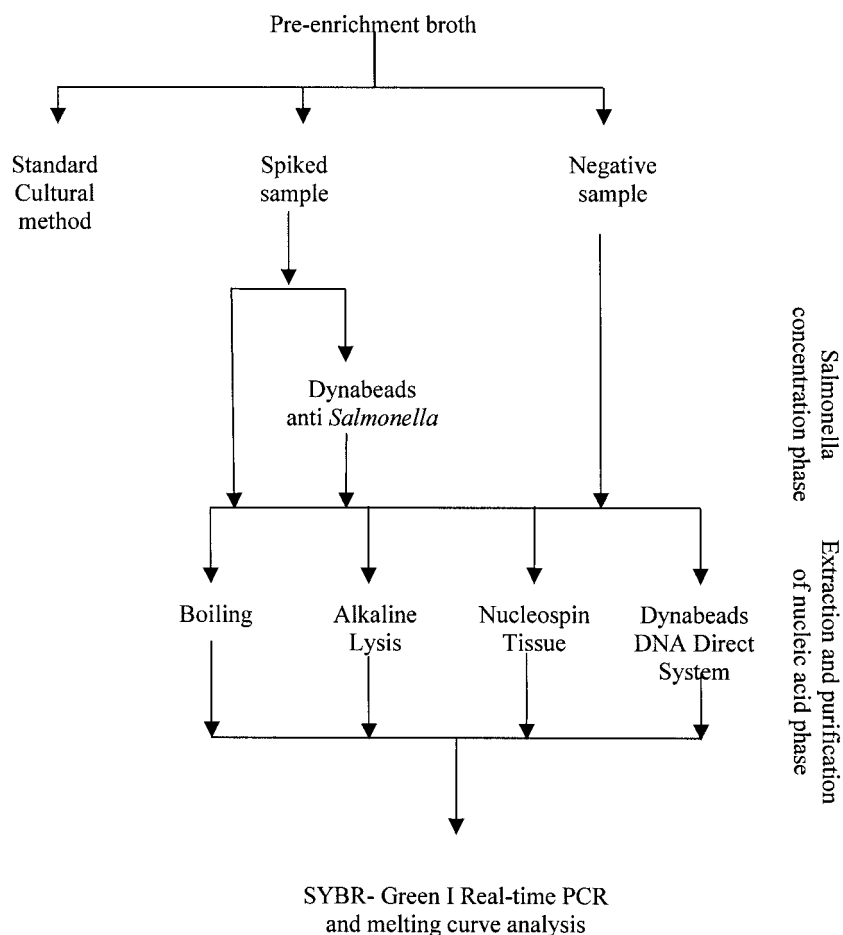 Pre-enrichment broth
Standard
Cultural
method
Spiked
sample
Negative
sample
Dynabeads
anti Salmonella
Salmonella
concentration phase
Boiling
Alkaline
Lysis
Nucleospin
Tissue
Dynabeads
DNA Direct
System
Extraction and purification
of nucleic acid phase
SYBR- Green I Real-time PCR
and melting curve analysis